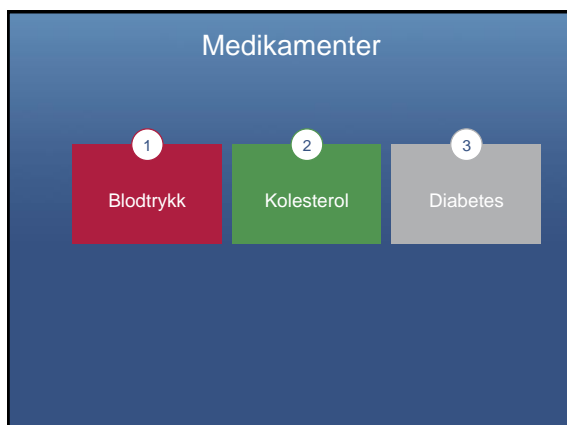 Medikamenter
1
2
3
Blodtrykk
Kolesterol
Diabetes